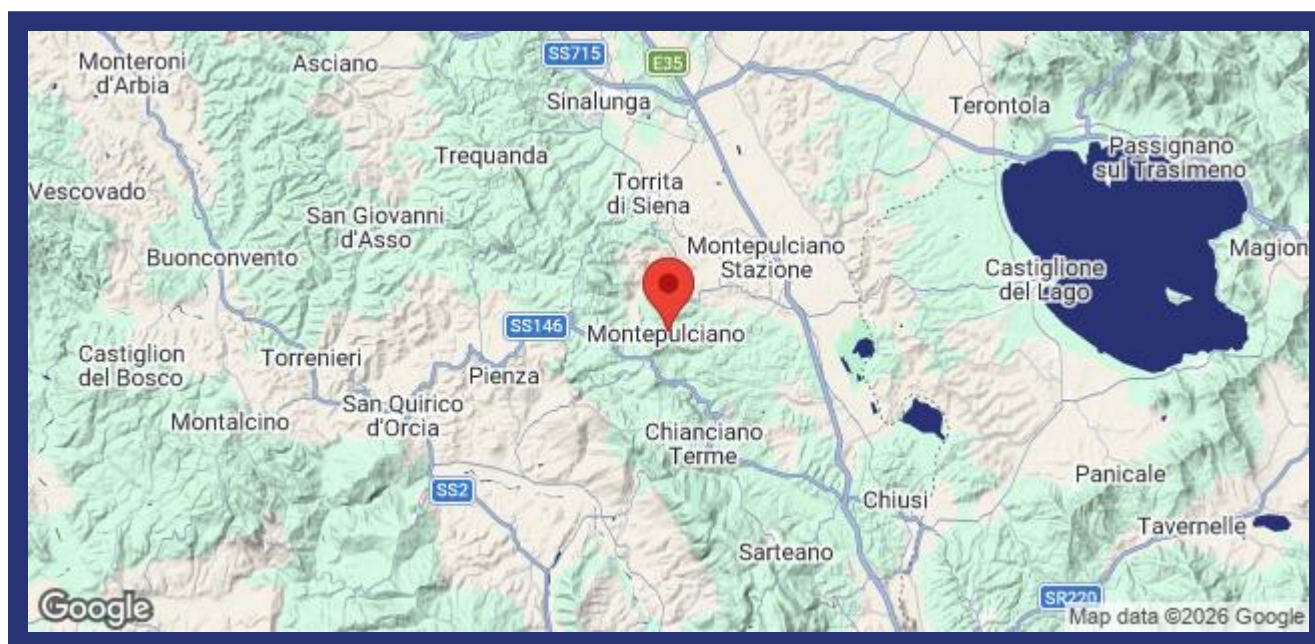 Monteroni
d'Arbia
Asciano
SS715
E35
Sinalunga
Terontola
Trequanda
Passignano
sul Trasimeno
Vescovado
Torrita
di Siena
San Giovanni
d'Asso
Buonconvento
Montepulciano
Stazione
Magion
Castiglione
del Lago
SS146
Montepulciano
Castiglion
del Bosco
Torrenieri
Pienza
San Quirico
d'Orcia
Montalcino
Chianciano
Terme
Panicale
SS2
Chiusi
Tavernelle
Sarteano
SR220
Google
Map data ©2026 Google